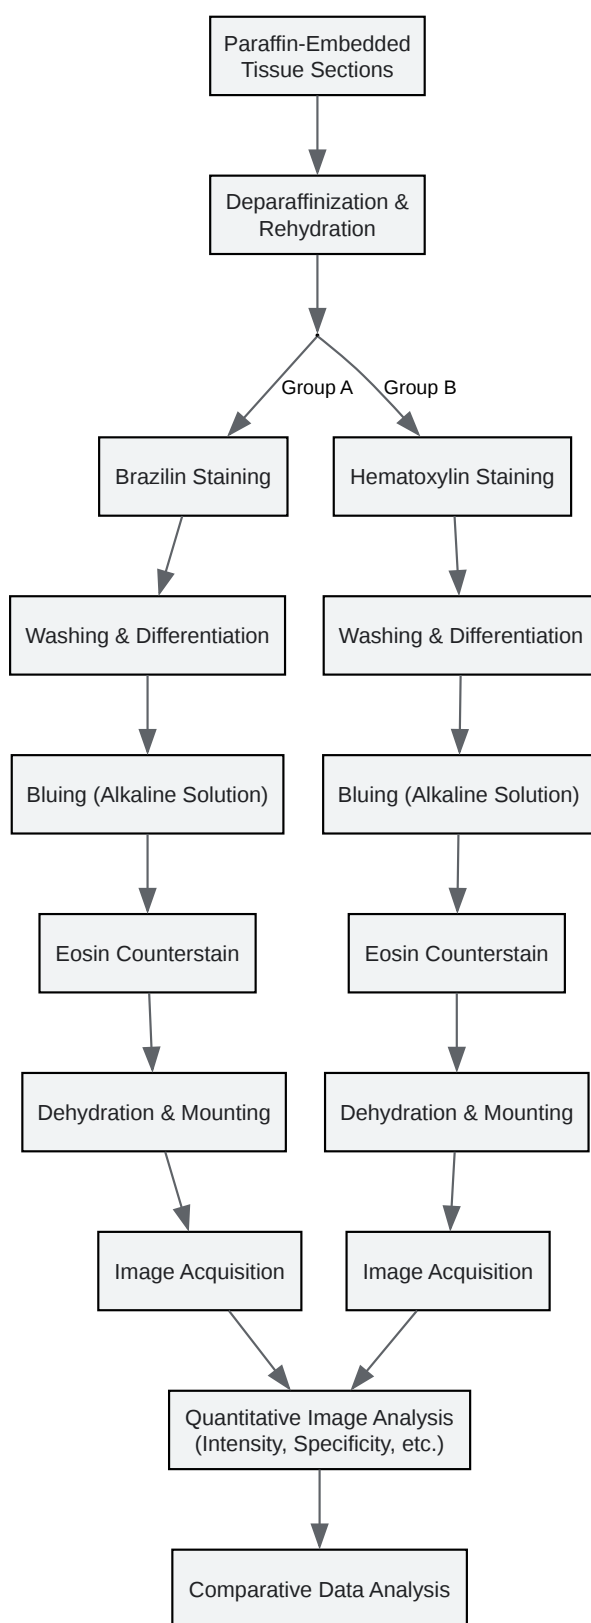 Paraffin-Embedded
Tissue Sections
Deparaffinization &
Rehydration
Group A
Group B
Brazilin Staining
Hematoxylin Staining
Washing & Differentiation
Washing & Differentiation
Bluing (Alkaline Solution)
Bluing (Alkaline Solution)
Eosin Counterstain
Eosin Counterstain
Dehydration & Mounting
Dehydration & Mounting
Image Acquisition
Image Acquisition
Quantitative Image Analysis
(Intensity, Specificity, etc.)
Comparative Data Analysis